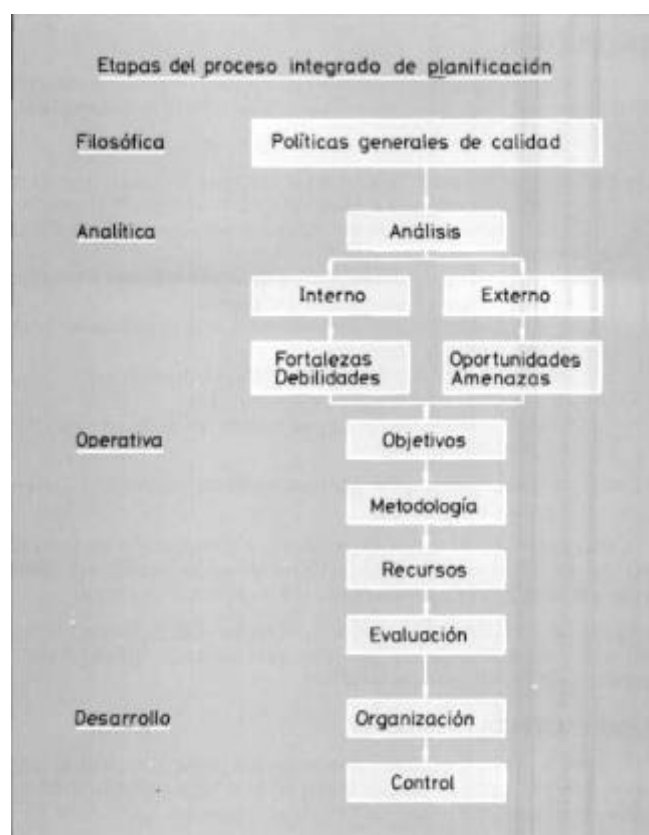 Etapas del proceso integrado de planificación
Filosófica
Políticas generales de calidad
Analítica
Análisis
Interno
Externo
Fortalezas
Debilidades
Oportunidades
Amenazas
Operativa
Objetivos
Metodología
Recursos
Evaluación
Desarrollo
Organización
Control